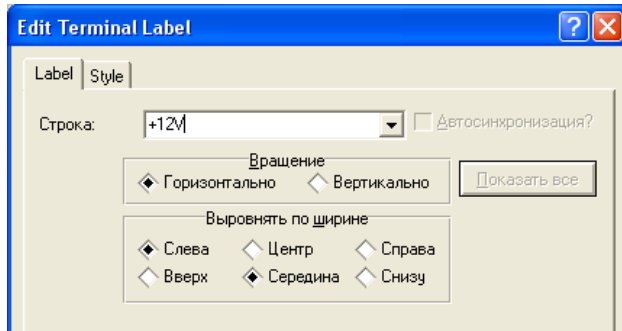 Edit Terminal Label
Label Style
Строка: +12V Автосинхронизация?
Вращение
Горизонтально Вертикально Показать все
Выровнять по ширине
Слева Центр Справа
Вверх Середина Снизу